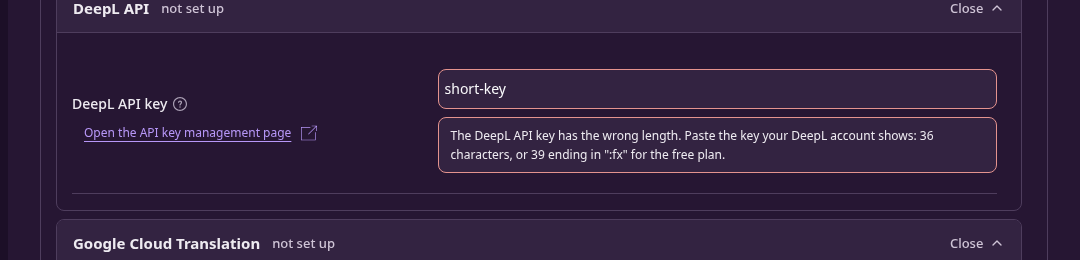 DeepL API not set up Close
short-key
DeepL API key ?
Open the API key management page
The DeepL API key has the wrong length. Paste the key your DeepL account shows: 36
characters, or 39 ending in ":fx" for the free plan.
Google Cloud Translation not set up Close